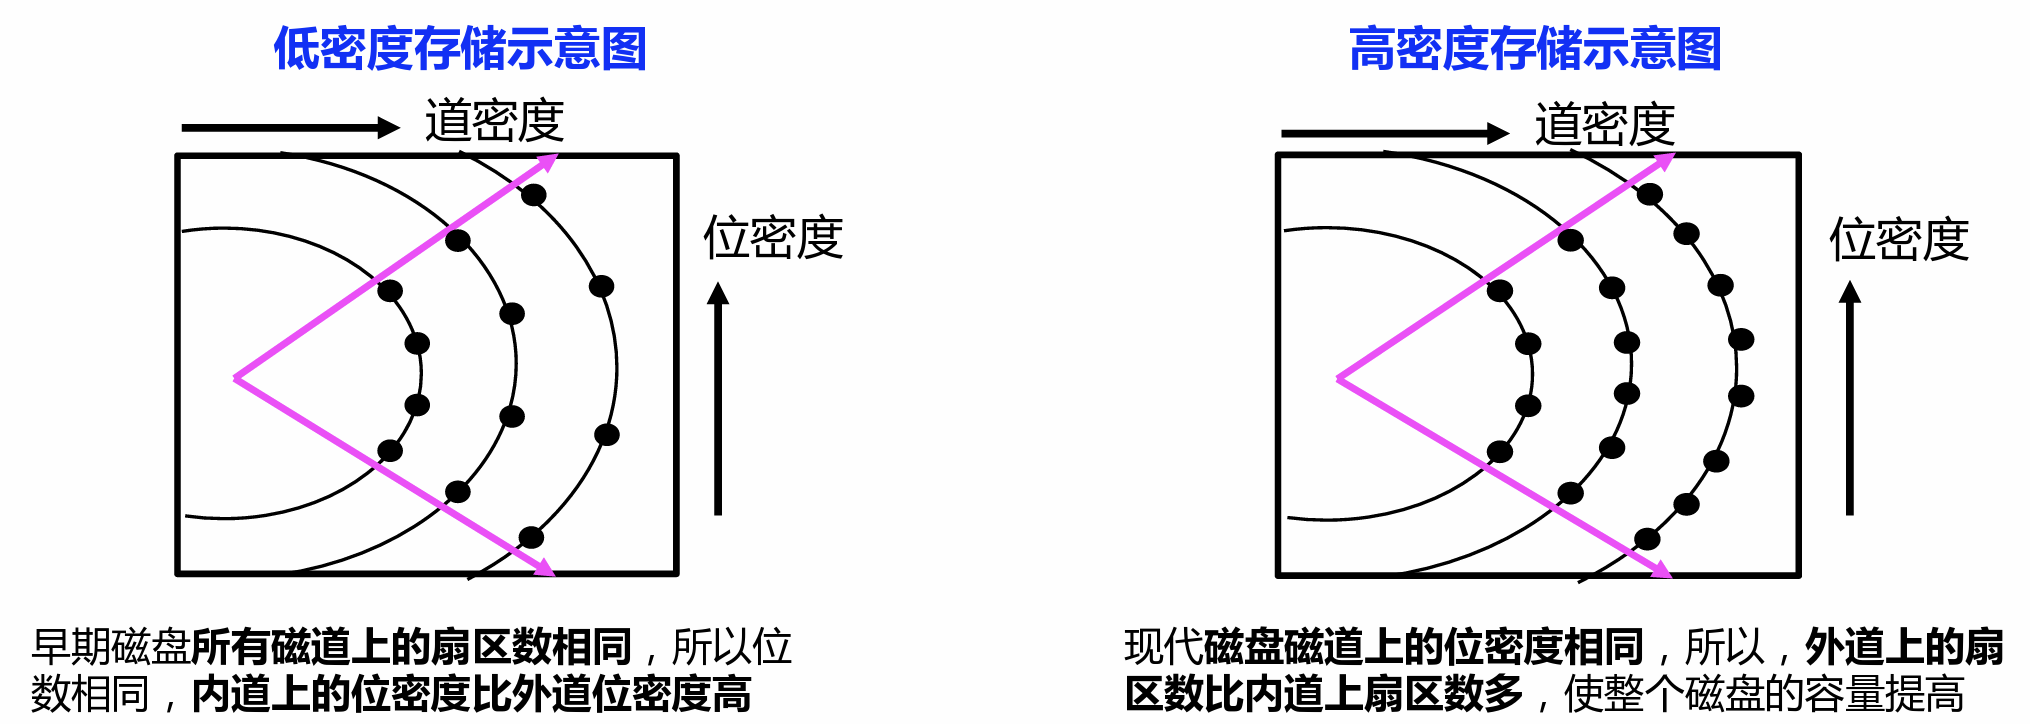 低密度存储示意图
道密度
位密度
早期磁盘所有磁道上的扇区数相同，所以位
数相同，内道上的位密度比外道位密度高
高密度存储示意图
道密度
位密度
现代磁盘磁道上的位密度相同，所以，外道上的扇
区数比内道上扇区数多，使整个磁盘的容量提高